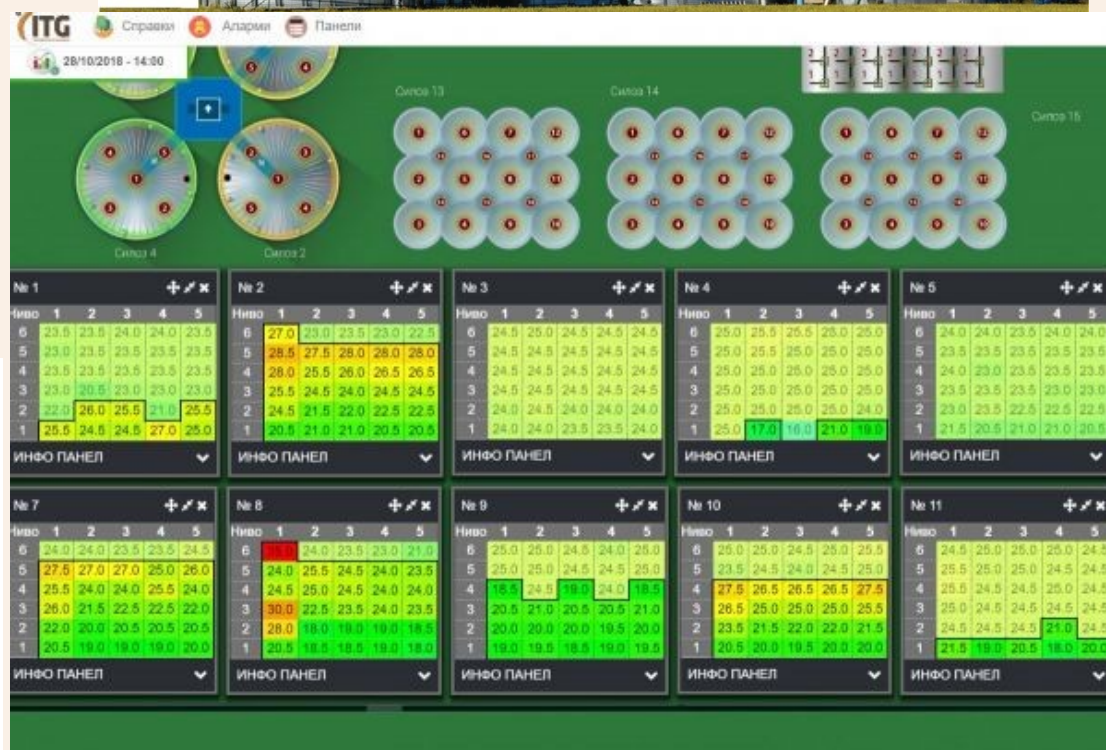 ITG Справки Аларми Панели
28/10/2018 - 14:00
Силоз 13 Силоз 14
Силоз 15
Силоз 4 Силоз 2
№ 1 № 2 № 3 № 4 № 5
Ниво 1 2 3 4 5 Ниво 1 2 3 4 5 Ниво 1 2 3 4 5 Ниво 1 2 3 4 5 Ниво 1 2 3 4 5
6 23.5 23.5 24.0 24.0 23.5 6 27.0 23.0 23.5 23.0 22.5 6 24.5 25.0 24.5 24.5 24.5 6 25.0 25.5 25.5 25.0 25.0 6 24.0 24.0 24.0 24.0 24.0
5 23.0 23.5 23.5 23.5 23.5 5 28.5 27.5 28.0 28.0 28.0 5 24.5 24.5 24.5 24.5 24.5 5 25.0 25.5 25.0 25.0 25.0 5 24.0 23.5 23.5 23.5 23.5
4 23.5 23.5 23.5 23.5 23.5 4 28.0 25.5 26.0 26.5 26.5 4 24.5 24.5 24.5 24.5 24.5 4 25.0 25.0 25.0 25.0 25.0 4 24.0 23.0 23.5 23.5 23.5
3 23.0 20.5 23.0 23.0 23.0 3 25.5 24.5 24.0 24.5 24.5 3 24.5 24.5 24.5 24.5 24.5 3 25.0 25.0 25.0 25.0 25.0 3 23.5 23.5 23.5 23.0 23.0
2 22.0 26.0 25.5 21.0 25.5 2 24.5 21.5 22.0 22.5 22.5 2 24.0 24.5 24.0 24.0 24.0 2 25.0 25.0 25.0 25.0 24.0 2 23.0 23.5 22.5 22.5 22.5
1 25.5 24.5 24.5 27.0 25.0 1 20.5 21.0 21.0 20.5 20.5 1 24.0 24.0 23.5 23.5 24.0 1 25.0 17.0 16.0 21.0 19.0 1 21.5 20.5 21.0 21.0 20.5
ИНФО ПАНЕЛ ИНФО ПАНЕЛ ИНФО ПАНЕЛ ИНФО ПАНЕЛ ИНФО ПАНЕЛ
№ 7 № 8 № 9 № 10 № 11
Ниво 1 2 3 4 5 Ниво 1 2 3 4 5 Ниво 1 2 3 4 5 Ниво 1 2 3 4 5 Ниво 1 2 3 4 5
6 24.0 24.0 23.5 23.5 24.5 6 24.0 23.5 23.0 21.0 6 25.0 25.0 24.5 24.0 25.0 6 25.0 25.0 24.5 25.0 25.5 6 24.5 25.0 25.0 25.0 24.5
5 27.5 27.0 27.0 25.0 26.0 5 24.0 25.5 24.5 24.0 23.5 5 25.0 25.0 24.5 24.5 25.0 5 23.5 24.5 24.0 24.5 25.0 5 25.5 25.0 25.0 25.5 24.5
4 25.5 24.0 24.0 25.5 24.0 4 24.5 25.0 24.5 24.0 24.0 4 18.5 24.5 19.0 24.0 18.5 4 27.5 26.5 26.5 26.5 27.5 4 25.5 24.5 24.5 25.0 24.5
3 26.0 21.5 22.5 22.5 22.0 3 30.0 22.5 23.5 24.0 23.5 3 20.5 21.0 20.5 20.5 21.0 3 26.5 25.0 25.0 25.0 25.5 3 25.0 24.5 24.5 24.5 24.5
2 22.0 20.0 20.5 20.5 20.5 2 28.0 18.0 19.0 19.0 18.5 2 20.0 20.0 20.0 19.5 20.0 2 23.5 21.5 22.0 22.0 21.5 2 24.5 24.5 24.5 21.0 24.5
1 20.5 19.0 19.0 19.0 20.0 1 20.5 18.5 18.5 19.0 18.0 1 19.0 19.5 18.5 19.0 19.5 1 20.5 20.0 19.5 20.0 20.0 1 21.5 19.0 20.5 18.0 20.0
ИНФО ПАНЕЛ ИНФО ПАНЕЛ ИНФО ПАНЕЛ ИНФО ПАНЕЛ ИНФО ПАНЕЛ